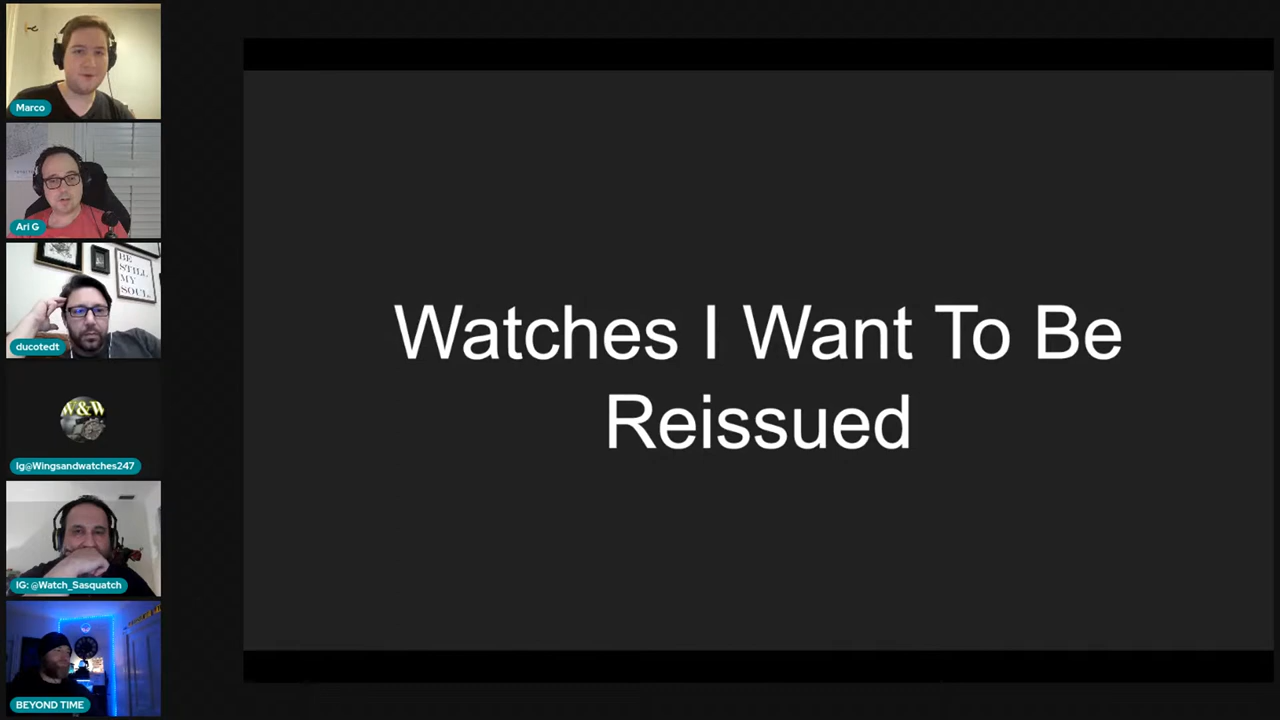 Marco
Ari G
BE
STILL
MY
SOUL.
ducotedt
W&W
Ig@Wingsandwatches247
IG: @Watch_Sasquatch
BEYOND TIME
Watches I Want To Be
Reissued